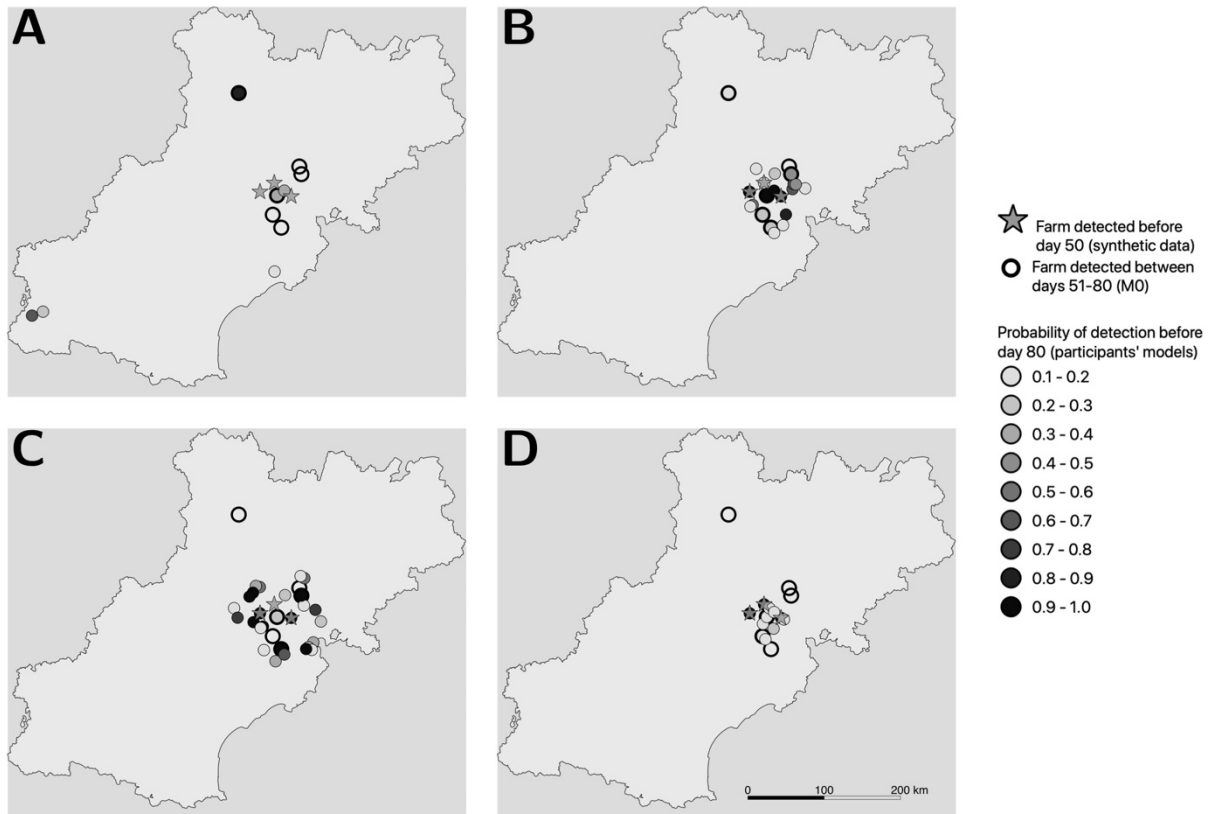 A
B
Farm detected before
day 50 (synthetic data)
Farm detected between
days 51-80 (M0)
Probability of detection before
day 80 (participants' models)
0.1 - 0.2
0.2 - 0.3
0.3 - 0.4
0.4 - 0.5
0.5 - 0.6
0.6 - 0.7
0.7 - 0.8
0.8 - 0.9
0.9 - 1.0
C
D
0 100 200 km